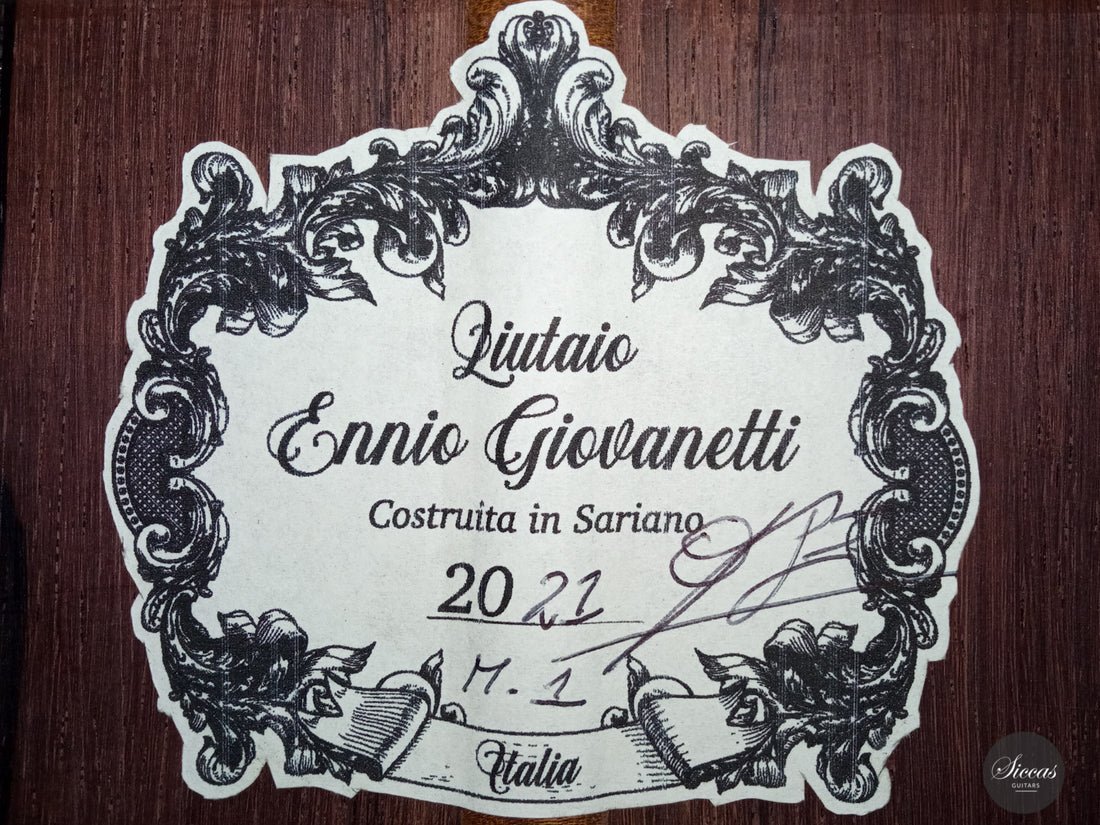 Liutaio
Ennio Giovanetti
Costruita in Sariano
2021
M. 1
Italia
Siccas
GUITARS